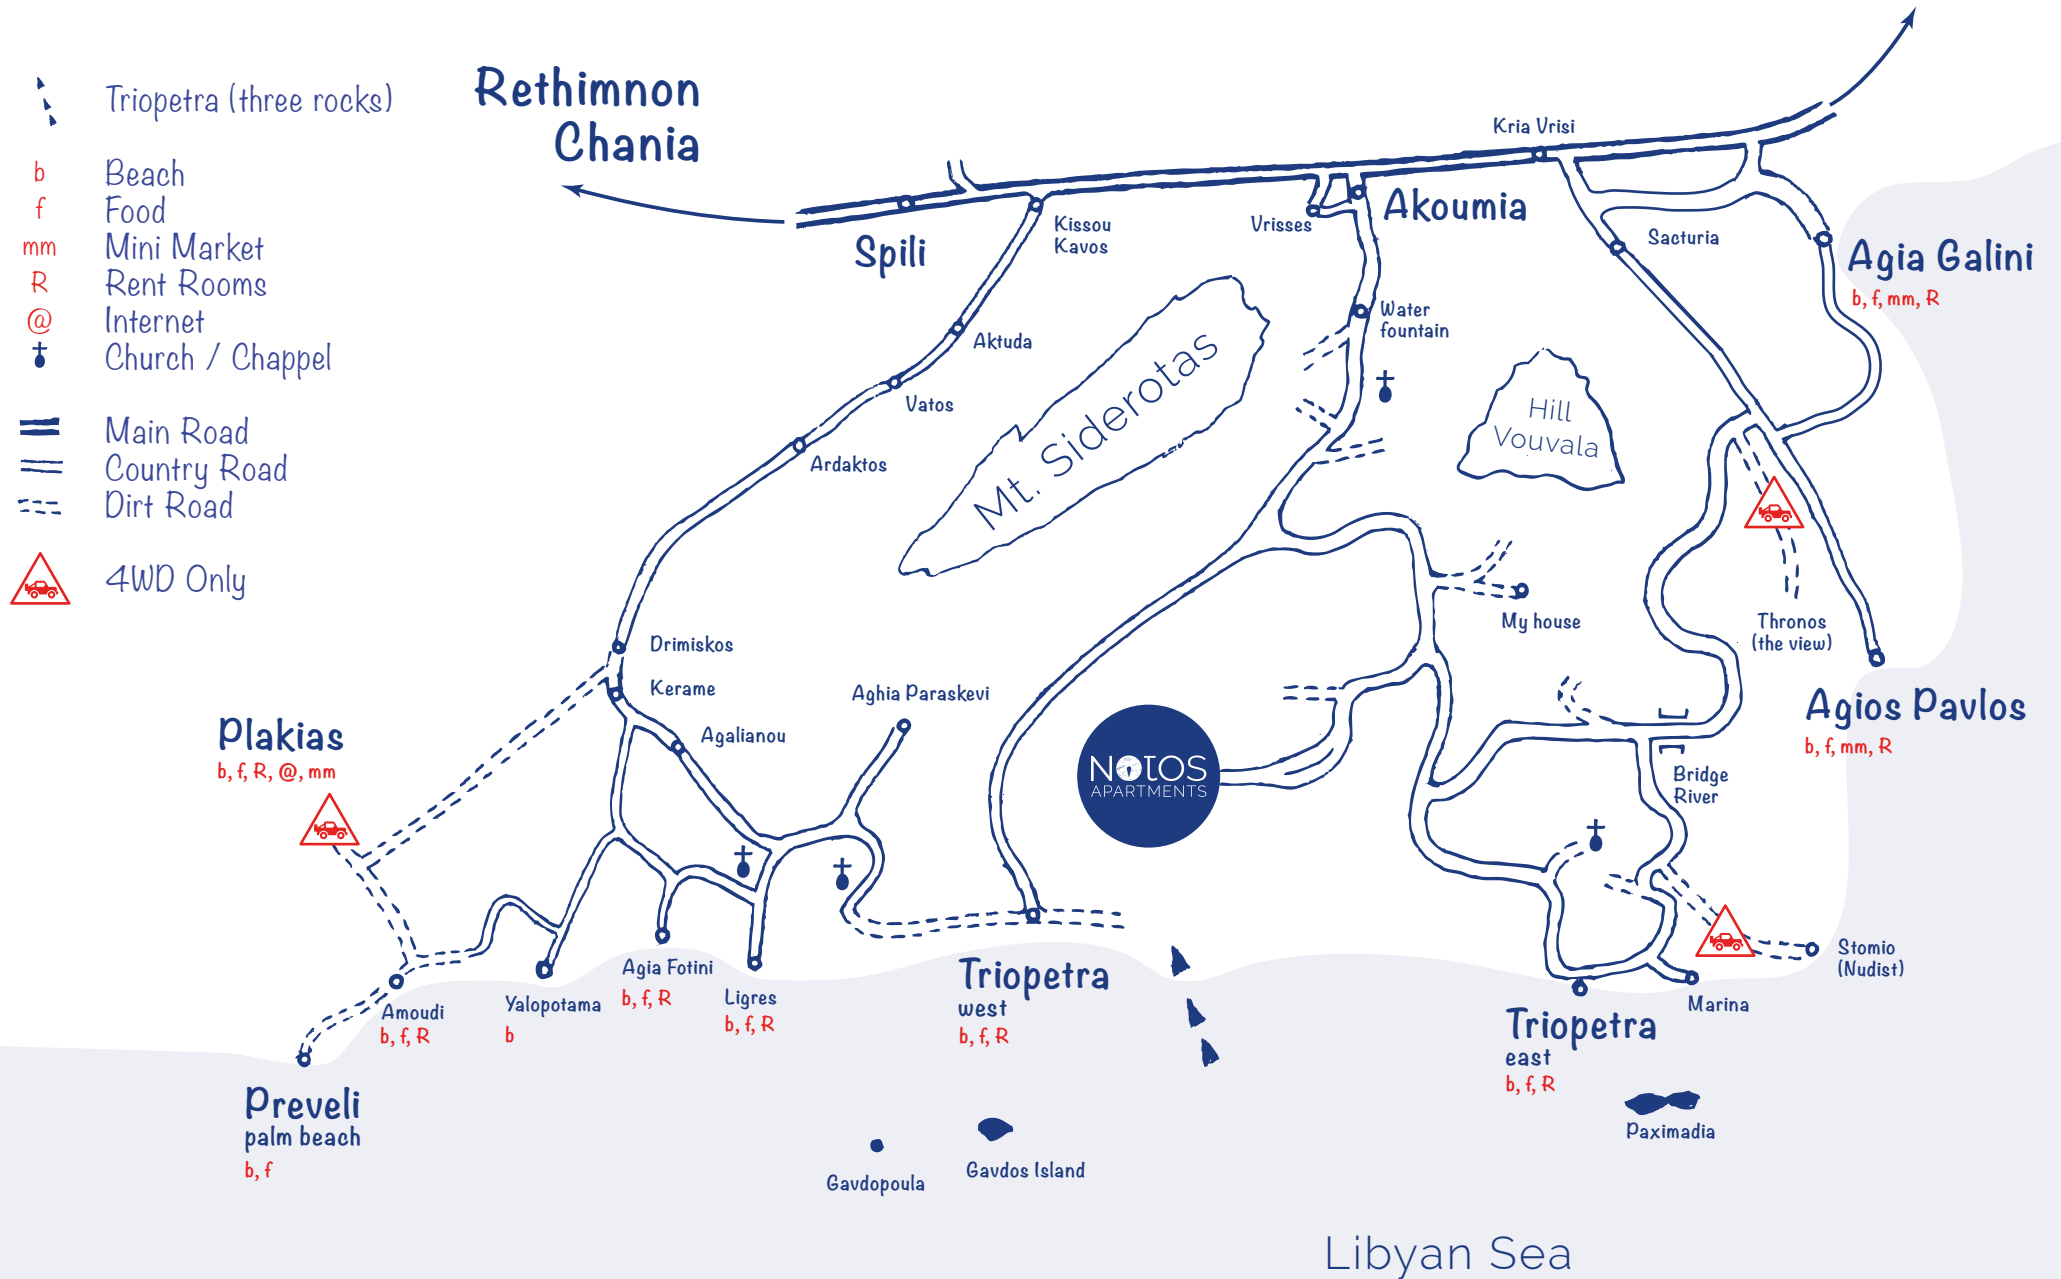 Triopetra (three rocks)
b Beach
f Food
mm Mini Market
R Rent Rooms
@ Internet
Church / Chappel
Main Road
Country Road
Dirt Road
4WD Only
Rethimnon
Chania
Spili
Kissou
Kavos
Aktuda
Vatos
Ardaktos
Mt. Siderotas
Vrisses
Akoumia
Kria Vrisi
Water
fountain
Sacturia
Agia Galini
b, f, mm, R
Hill
Vouvala
My house
Thronos
(the view)
Agios Pavlos
b, f, mm, R
Drimiskos
Kerame
Agalianou
Aghia Paraskevi
Plakias
b, f, R, @, mm
NOTOS
APARTMENTS
Bridge
River
Stomio
(Nudist)
Marina
Amoudi
b, f, R
Yalopotama
b
Agia Fotini
b, f, R
Ligres
b, f, R
Triopetra
west
b, f, R
Triopetra
east
b, f, R
Preveli
palm beach
b, f
Gavdopoula
Gavdos Island
Paximadia
Libyan Sea